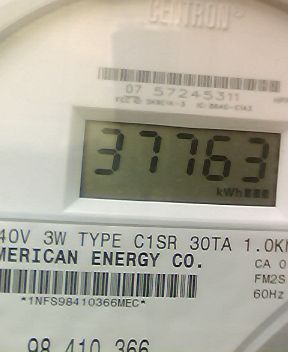 CENTRON®
07 57245311
37763
kWh
40V 3W TYPE C1SR 30TA 1.0K
MERICAN ENERGY CO.
CA 0
FM2S
60Hz
*1NFS98410366MEC*
98 410 366